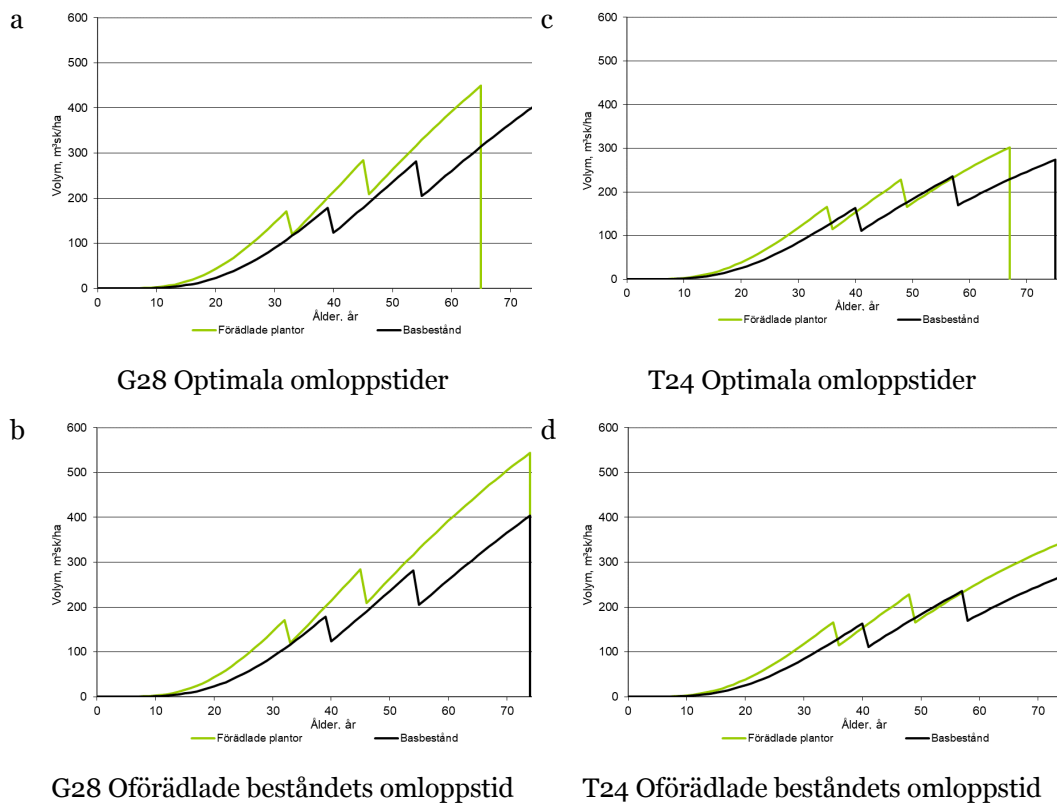 a
600
500
400
300
200
100
0
Volym, m³sk/ha
0 10 20 30 40 50 60 70
Ålder, år
Förädlade plantor Basbestånd
G28 Optimala omloppstider
c
600
500
400
300
200
100
0
Volym, m³sk/ha
0 10 20 30 40 50 60 70
Ålder, år
Förädlade plantor Basbestånd
T24 Optimala omloppstider
b
600
500
400
300
200
100
0
Volym, m³sk/ha
0 10 20 30 40 50 60 70
Ålder, år
Förädlade plantor Basbestånd
G28 Oförädlade beståndets omloppstid
d
600
500
400
300
200
100
0
Volym, m³sk/ha
0 10 20 30 40 50 60 70
Ålder, år
Förädlade plantor Basbestånd
T24 Oförädlade beståndets omloppstid